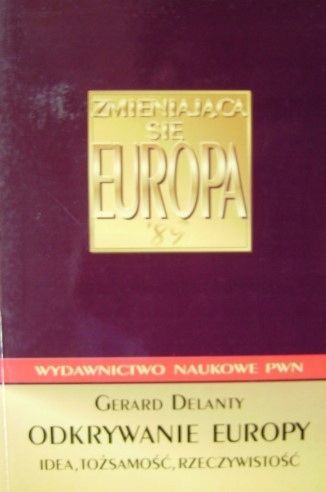 ZMIENIAJĄCA
SIĘ
EUROPA
'89
WYDAWNICTWO NAUKOWE PWN
GERARD DELANTY
ODKRYWANIE EUROPY
IDEA, TOŻSAMOŚĆ, RZECZYWISTOŚĆ